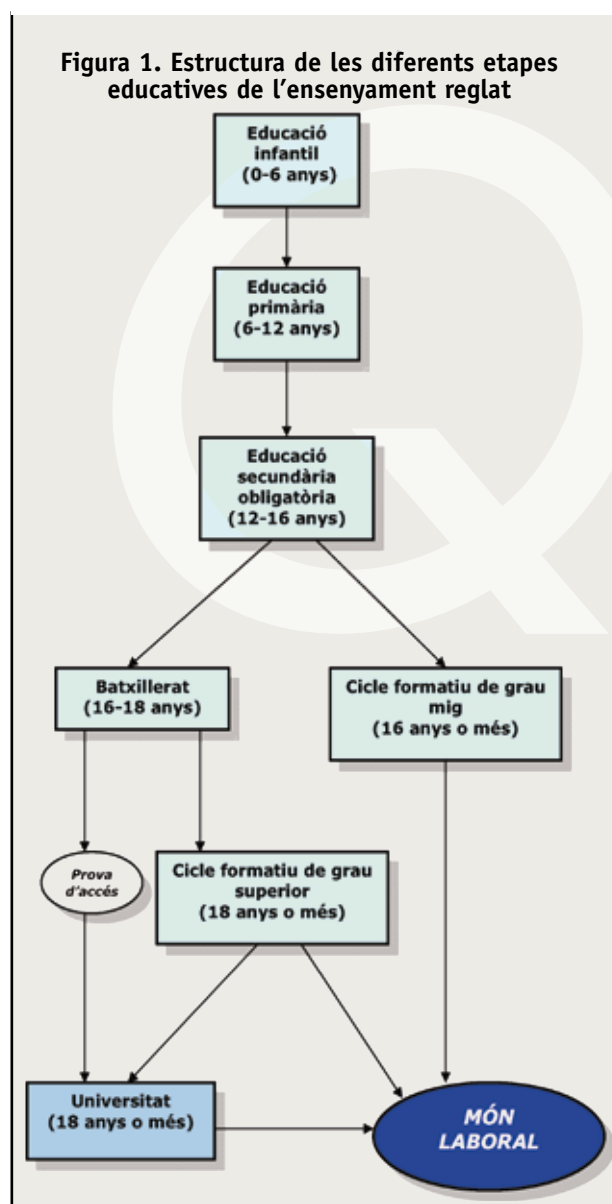 Figura 1. Estructura de les diferents etapes
educatives de l’ensenyament reglat
Educació
infantil
(0-6 anys)
Educació
primària
(6-12 anys)
Educació
secundària
obligatòria
(12-16 anys)
Batxillerat
(16-18 anys)
Cicle formatiu de grau
mig
(16 anys o més)
Prova
d'accés
Cicle formatiu de grau
superior
(18 anys o més)
Universitat
(18 anys o més)
MÓN
LABORAL